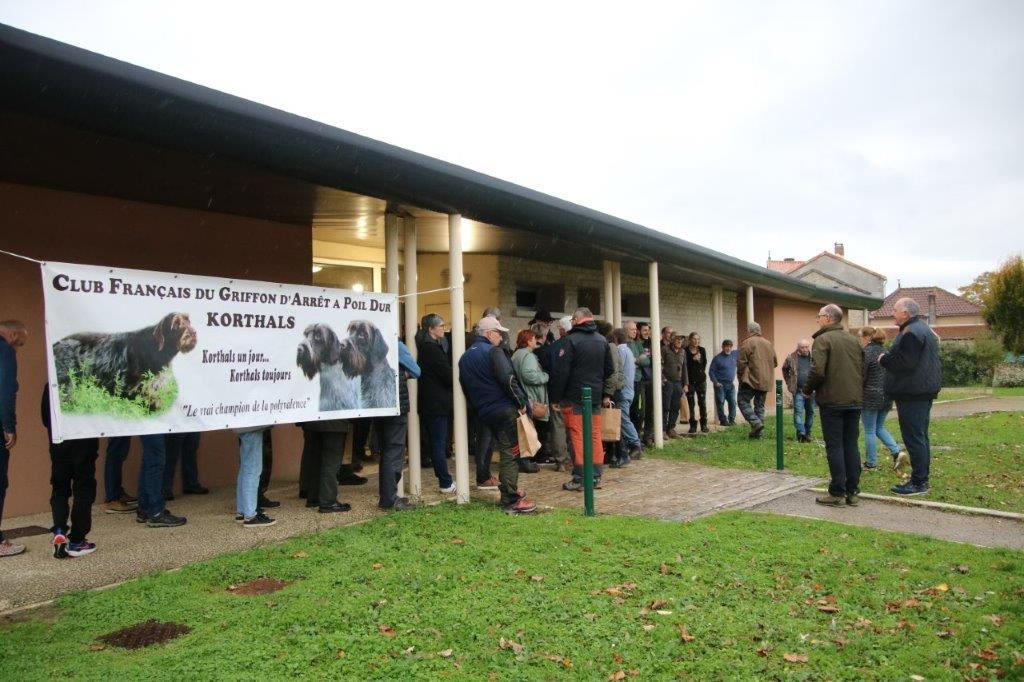 Club Français du Griffon d'Arrêt a Poil Dur
KORTHALS
Korthals un jour...
Korthals toujours
"Le vrai champion de la polyvalence"